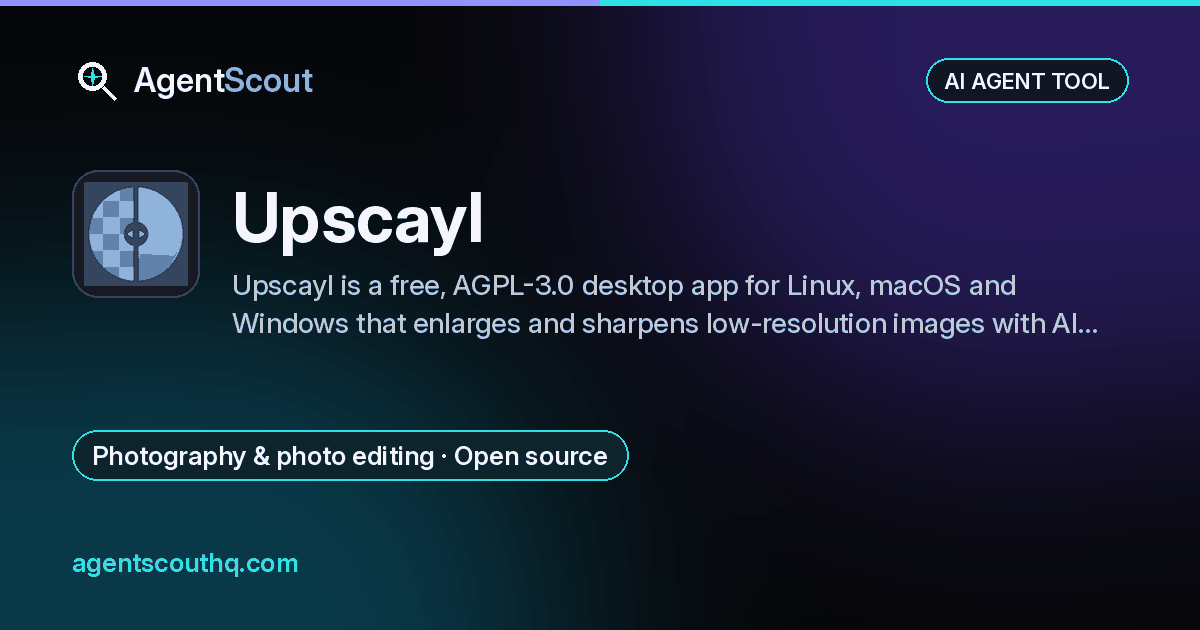 AgentScout
AI AGENT TOOL
Upscayl
Upscayl is a free, AGPL-3.0 desktop app for Linux, macOS and
Windows that enlarges and sharpens low-resolution images with AI...
Photography & photo editing · Open source
agentscouthq.com